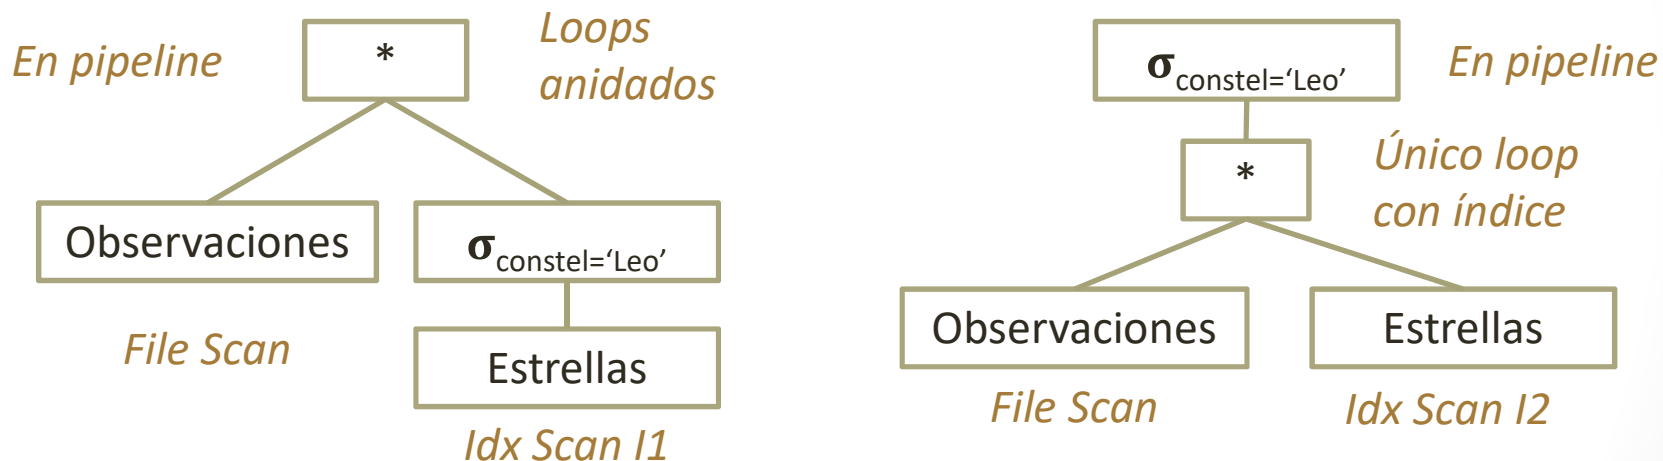 En pipeline
*
Loops
anidados
Observaciones
σconstel=‘Leo’
File Scan
Estrellas
Idx Scan I1
σconstel=‘Leo’
En pipeline
*
Único loop
con índice
Observaciones
Estrellas
File Scan
Idx Scan I2